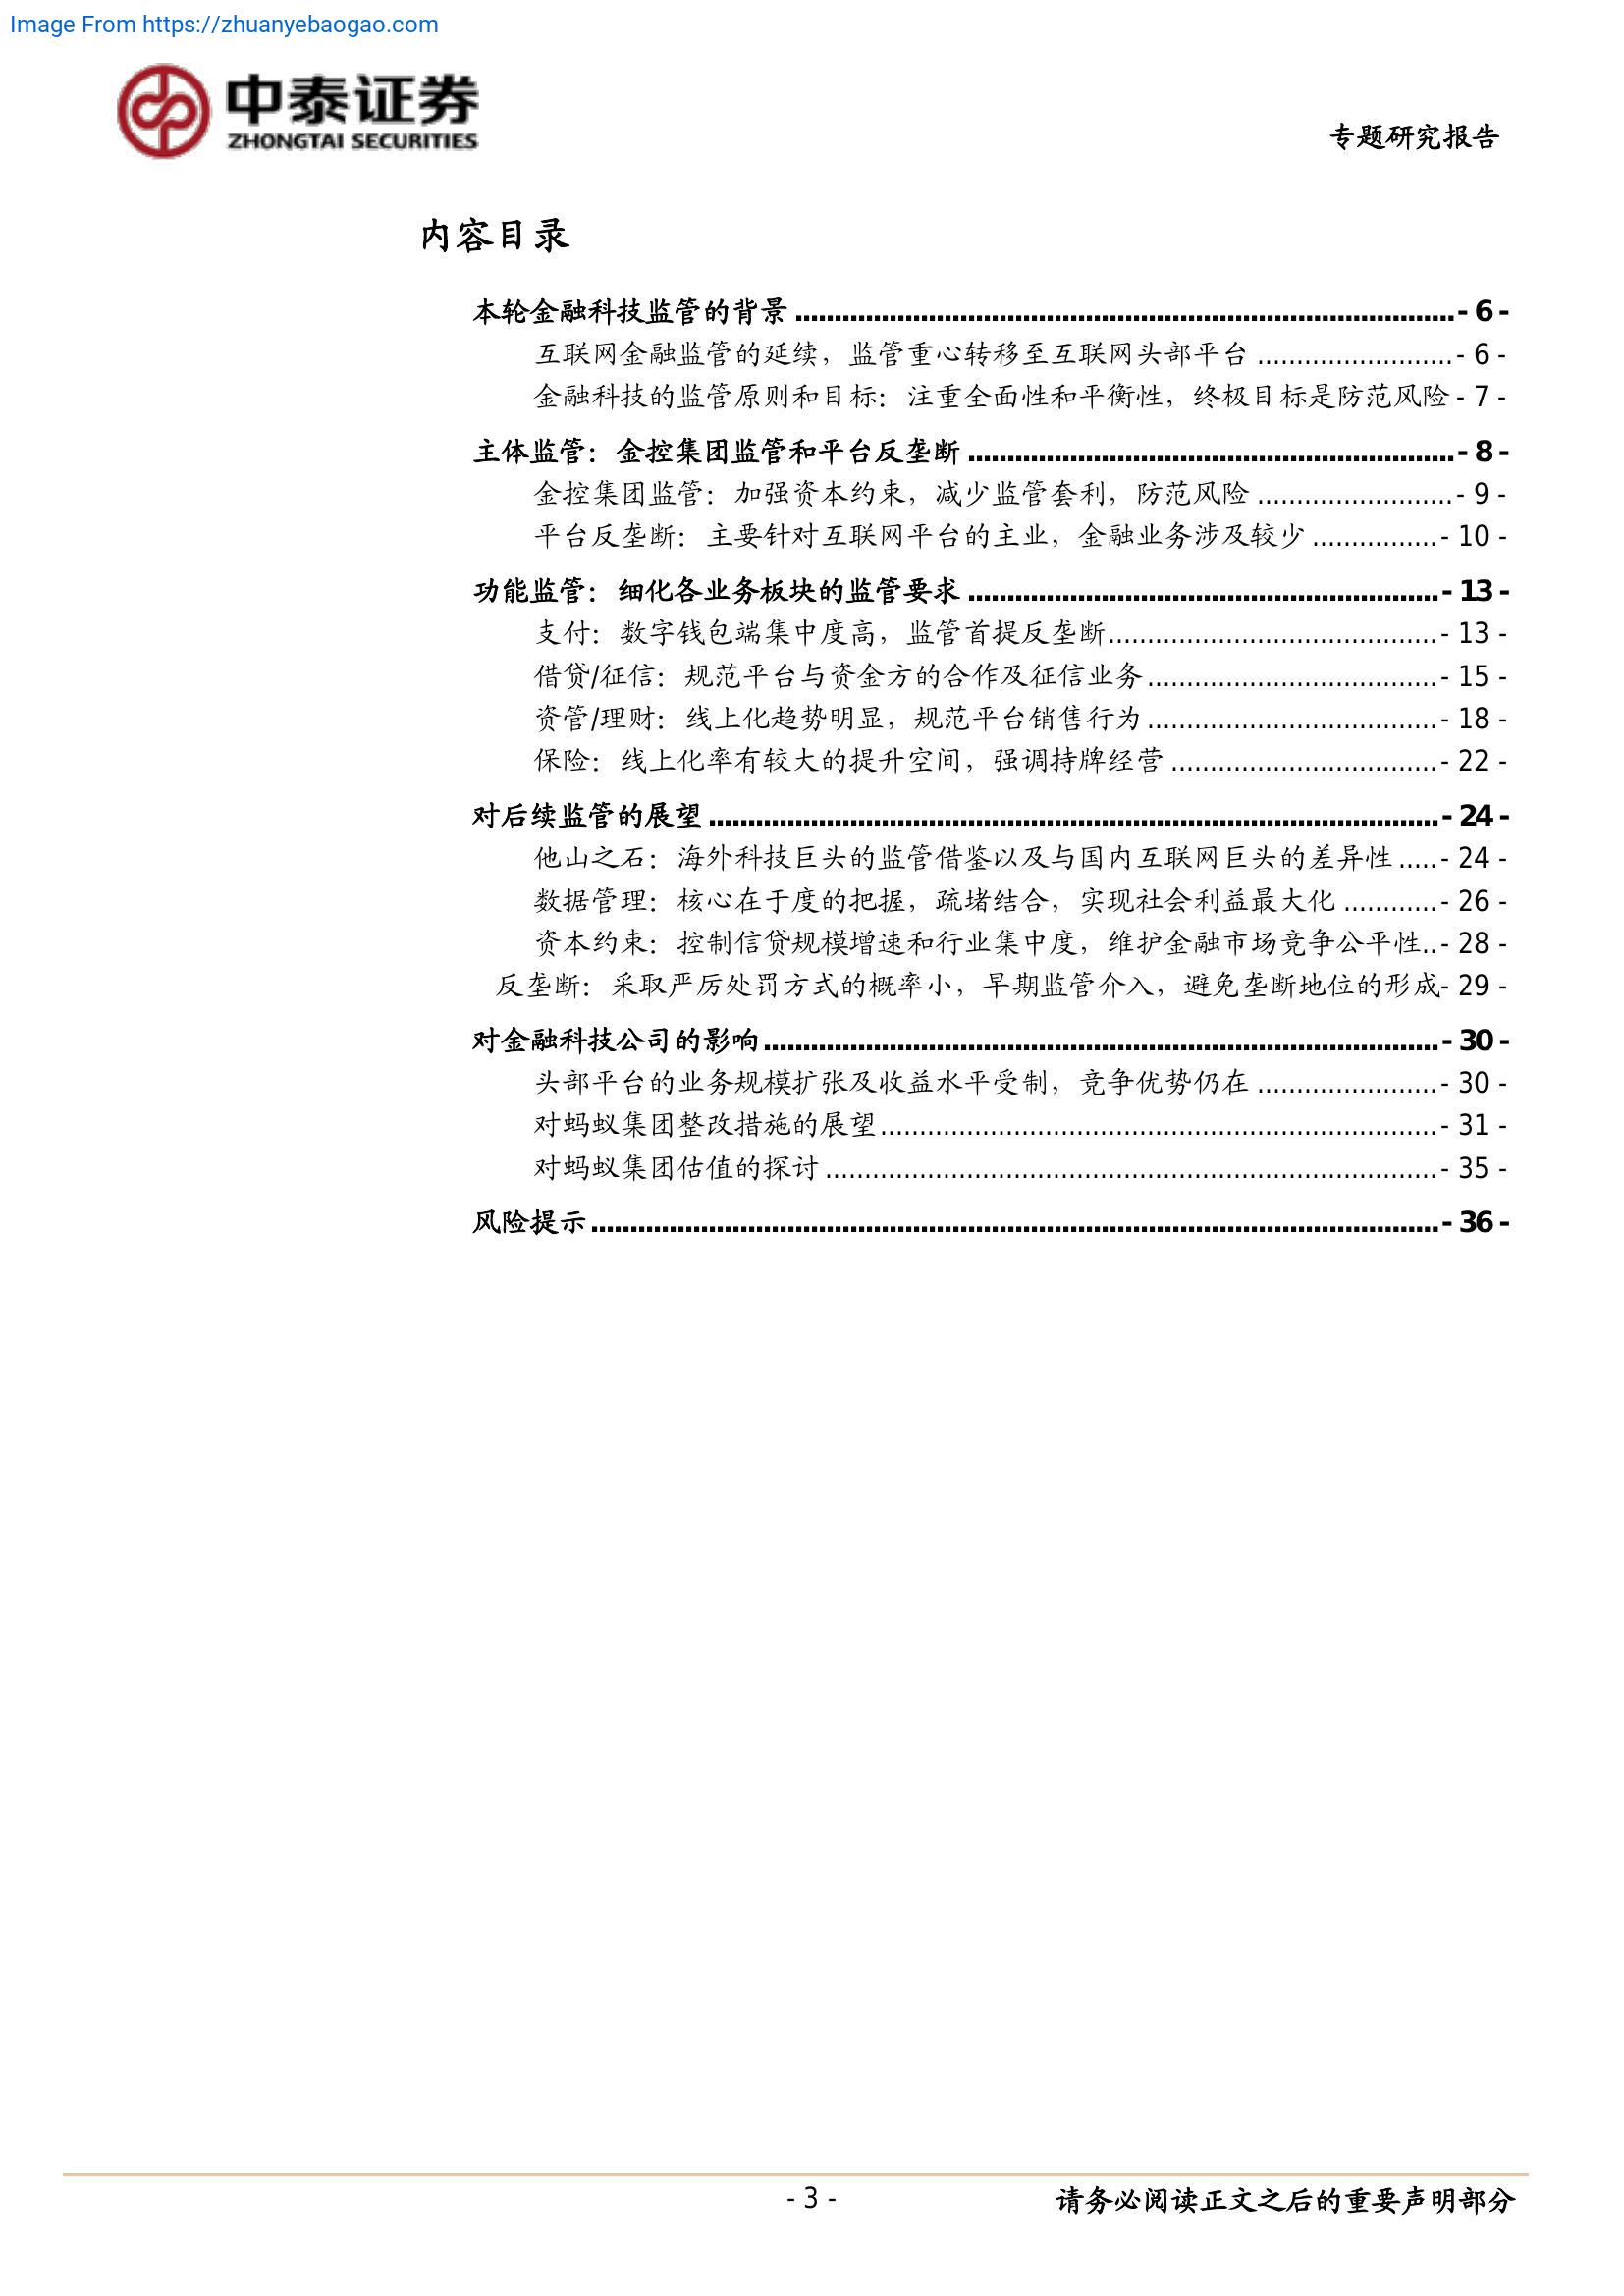 Image From https://zhuanyebaogao.com
中泰证券
ZHONGTAI SECURITIES
专题研究报告
内容目录
本轮金融科技监管的背景 ........................................................................................ - 6 -
互联网金融监管的延续，监管重心转移至互联网头部平台 ......................... - 6 -
金融科技的监管原则和目标：注重全面性和平衡性，终极目标是防范风险 - 7 -
主体监管：金控集团监管和平台反垄断 ................................................................ - 8 -
金控集团监管：加强资本约束，减少监管套利，防范风险 ......................... - 9 -
平台反垄断：主要针对互联网平台的主业，金融业务涉及较少 ................ - 10 -
功能监管：细化各业务板块的监管要求 .............................................................. - 13 -
支付：数字钱包端集中度高，监管首提反垄断.......................................... - 13 -
借贷/征信：规范平台与资金方的合作及征信业务..................................... - 15 -
资管/理财：线上化趋势明显，规范平台销售行为 ..................................... - 18 -
保险：线上化率有较大的提升空间，强调持牌经营 .................................. - 22 -
对后续监管的展望 ................................................................................................ - 24 -
他山之石：海外科技巨头的监管借鉴以及与国内互联网巨头的差异性 ..... - 24 -
数据管理：核心在于度的把握，疏堵结合，实现社会利益最大化 ............ - 26 -
资本约束：控制信贷规模增速和行业集中度，维护金融市场竞争公平性.. - 28 -
反垄断：采取严厉处罚方式的概率小，早期监管介入，避免垄断地位的形成- 29 -
对金融科技公司的影响 ......................................................................................... - 30 -
头部平台的业务规模扩张及收益水平受制，竞争优势仍在 ....................... - 30 -
对蚂蚁集团整改措施的展望....................................................................... - 31 -
对蚂蚁集团估值的探讨 .............................................................................. - 35 -
风险提示 ............................................................................................................... - 36 -
- 3 -
请务必阅读正文之后的重要声明部分